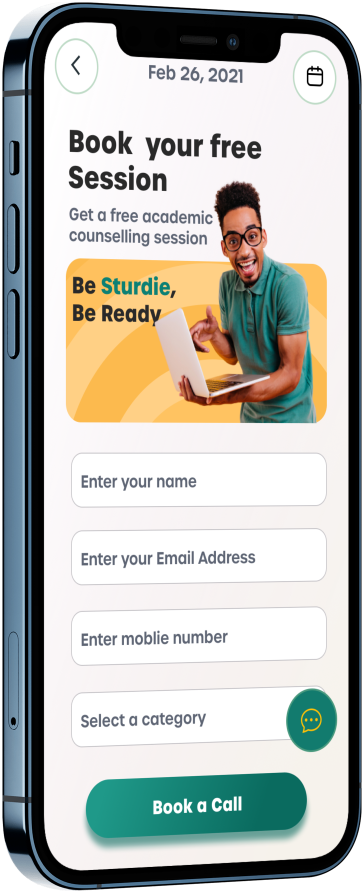 Feb 26, 2021
Book your free
Session
Get a free academic
counselling session
Be Sturdie,
Be Ready
Enter your name
Enter your Email Address
Enter moblie number
Select a category
Book a Call